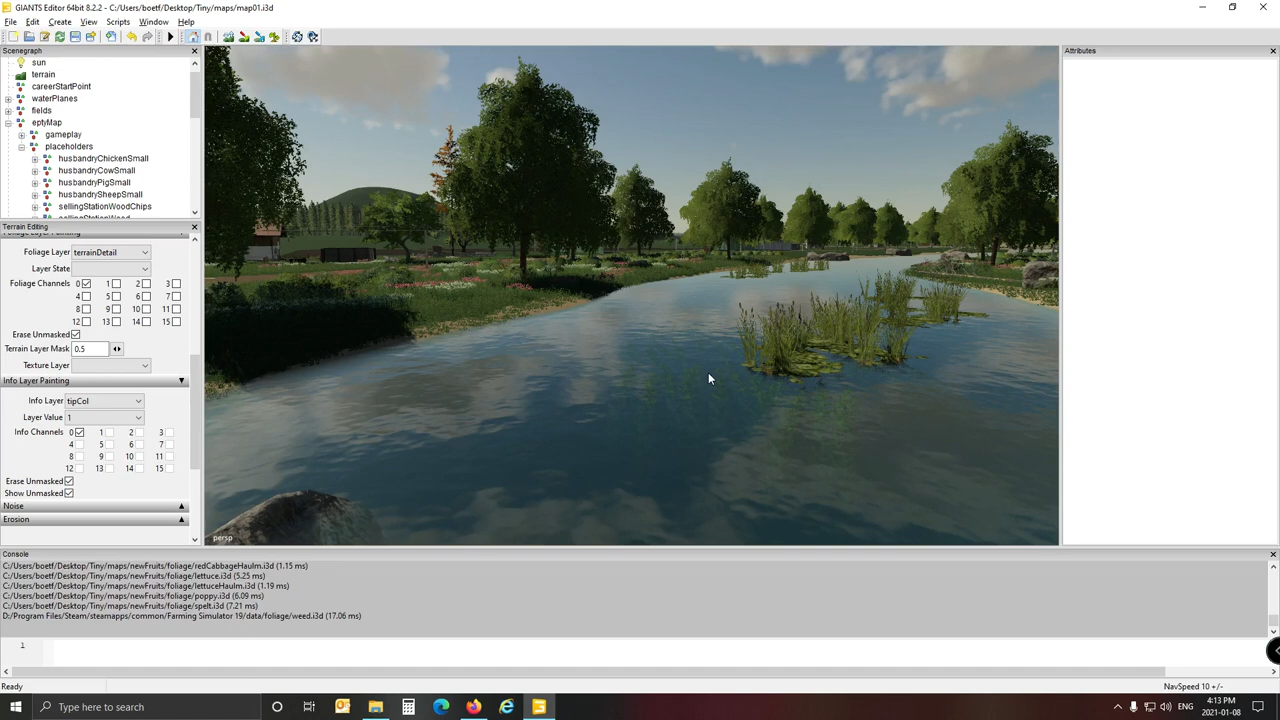 GIANTS Editor 64bit 8.2.2 - C:/Users/boetf/Desktop/Tiny/maps/map01.i3d
File Edit Create View Scripts Window Help
Scenegraph
sun
terrain
careerStartPoint
waterPlanes
fields
eptyMap
gameplay
placeholders
husbandryChickenSmall
husbandryCowSmall
husbandryPigSmall
husbandrySheepSmall
sellingStationWoodChips
sellingStationWood
Terrain Editing
Foliage Layer Painting
Foliage Layer terrainDetail
Layer State
Foliage Channels 0 1 2 3
4 5 6 7
8 9 10 11
12 13 14 15
Erase Unmasked
Terrain Layer Mask 0.5
Texture Layer
Info Layer Painting
Info Layer tipCol
Layer Value 1
Info Channels 0 1 2 3
4 5 6 7
8 9 10 11
12 13 14 15
Erase Unmasked
Show Unmasked
Noise
Erosion
persp
Attributes
Console
C:/Users/boetf/Desktop/Tiny/maps/newFruits/foliage/redCabbageHaulm.i3d (1.15 ms)
C:/Users/boetf/Desktop/Tiny/maps/newFruits/foliage/lettuce.i3d (5.25 ms)
C:/Users/boetf/Desktop/Tiny/maps/newFruits/foliage/lettuceHaulm.i3d (1.19 ms)
C:/Users/boetf/Desktop/Tiny/maps/newFruits/foliage/poppy.i3d (6.09 ms)
C:/Users/boetf/Desktop/Tiny/maps/newFruits/foliage/spelt.i3d (7.21 ms)
D:/Program Files/Steam/steamapps/common/Farming Simulator 19/data/foliage/weed.i3d (17.06 ms)
1
Ready
NavSpeed 10 +/-
Type here to search
ENG
4:13 PM
2021-01-08